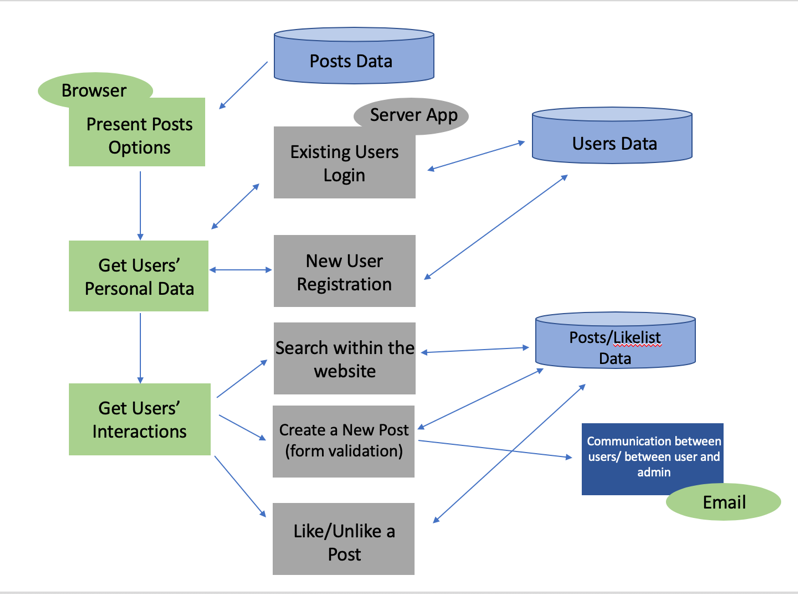 Posts Data
Browser
Present Posts
Options
Server App
Existing Users
Login
Users Data
Get Users’
Personal Data
New User
Registration
Search within the
website
Posts/Likelist
Data
Get Users’
Interactions
Create a New Post
(form validation)
Communication between
users/ between user and
admin
Email
Like/Unlike a
Post